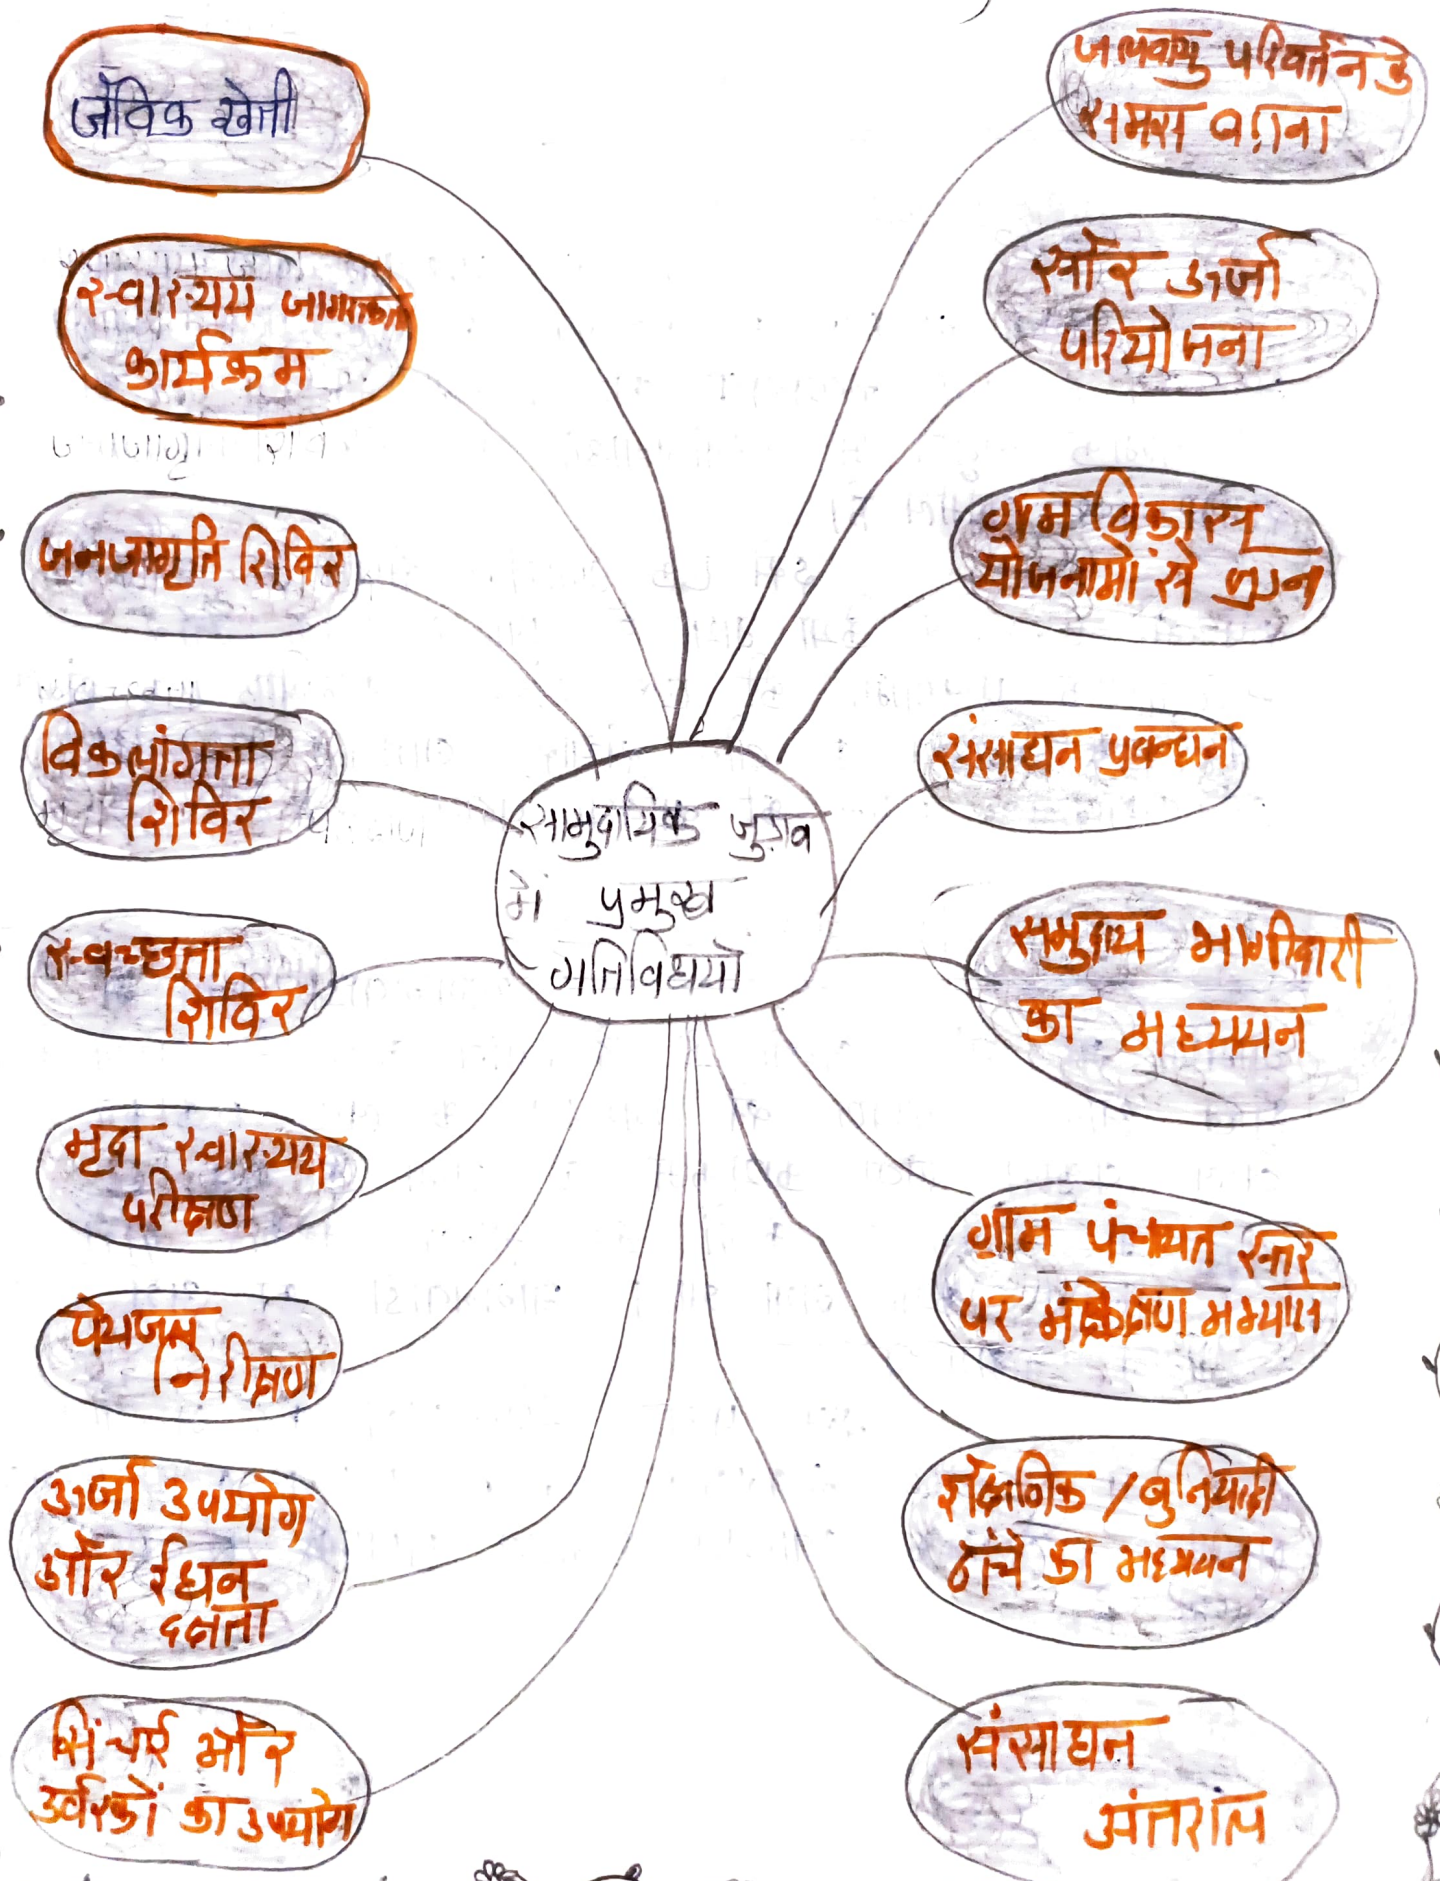 जैविक खेती
स्वास्थ्य जागरूकता
कार्यक्रम
जनजागृति शिविर
विकलांगता
शिविर
स्वच्छता
शिविर
मृदा स्वास्थ्य
परीक्षण
पेयजल
निरीक्षण
ऊर्जा उपयोग
और ईंधन
दक्षता
सिंचाई और
उर्वरकों का उपयोग
सामुदायिक जुड़ाव
में प्रमुख
गतिविधयों
जलवायु परिवर्तन के
सौर ऊर्जा
परियोजना
ग्राम विकास
योजनाओं से
संसाधन प्रबन्धन
समुदाय भागीदारी
का अध्ययन
ग्राम पंचायत स्तर
पर
शैक्षणिक / बुनियादी
ढांचे का अध्ययन
संसाधन
अंतराल